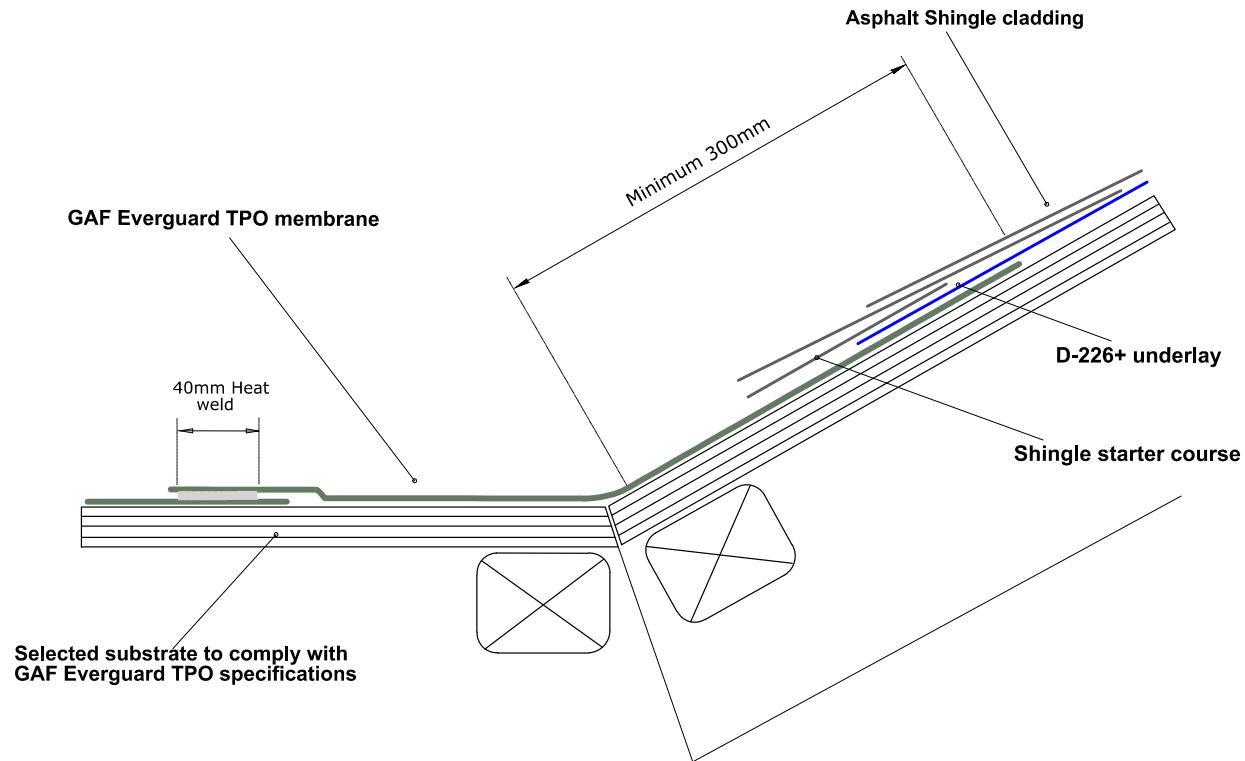 Asphalt Shingle cladding
Minimum 300mm
GAF Everguard TPO membrane
D-226+ underlay
40mm Heat
weld
Shingle starter course
Selected substrate to comply with
GAF Everguard TPO specifications